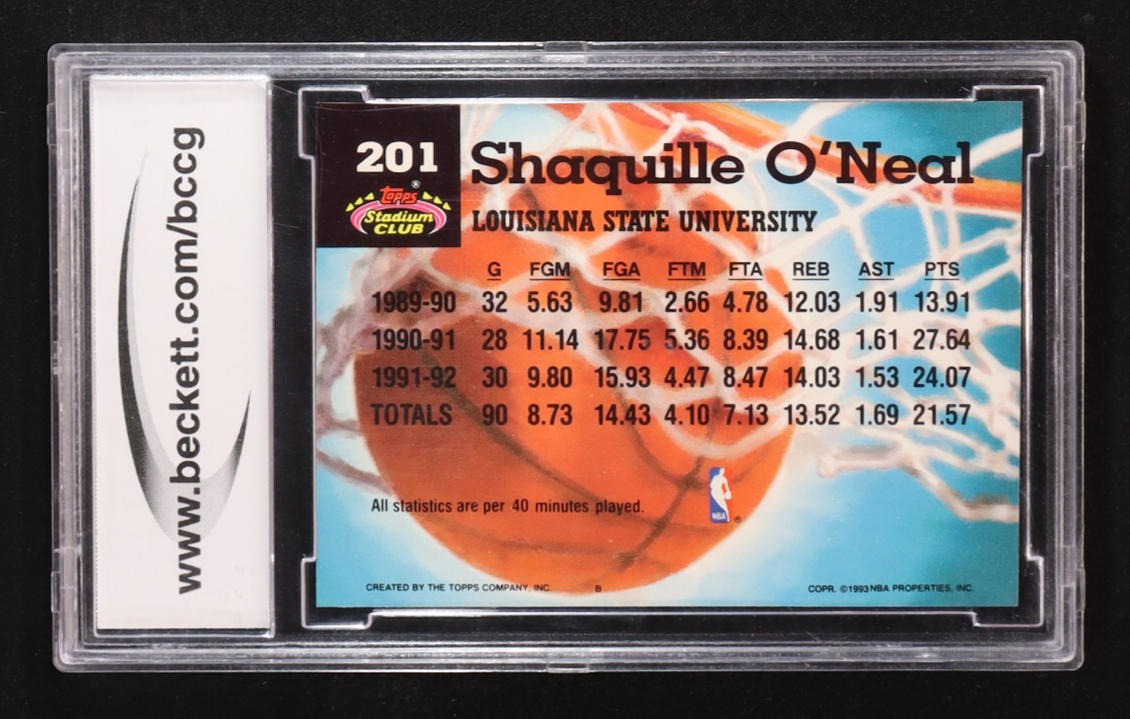 www.beckett.com/bccg
201
Topps®
Stadium
CLUB
Shaquille O'Neal
LOUISIANA STATE UNIVERSITY
G FGM FGA FTM FTA REB AST PTS
1989-90 32 5.63 9.81 2.66 4.78 12.03 1.91 13.91
1990-91 28 11.14 17.75 5.36 8.39 14.68 1.61 27.64
1991-92 30 9.80 15.93 4.47 8.47 14.03 1.53 24.07
TOTALS 90 8.73 14.43 4.10 7.13 13.52 1.69 21.57
All statistics are per 40 minutes played.
NBA®
CREATED BY THE TOPPS COMPANY, INC. B COPR. ©1993 NBA PROPERTIES, INC.